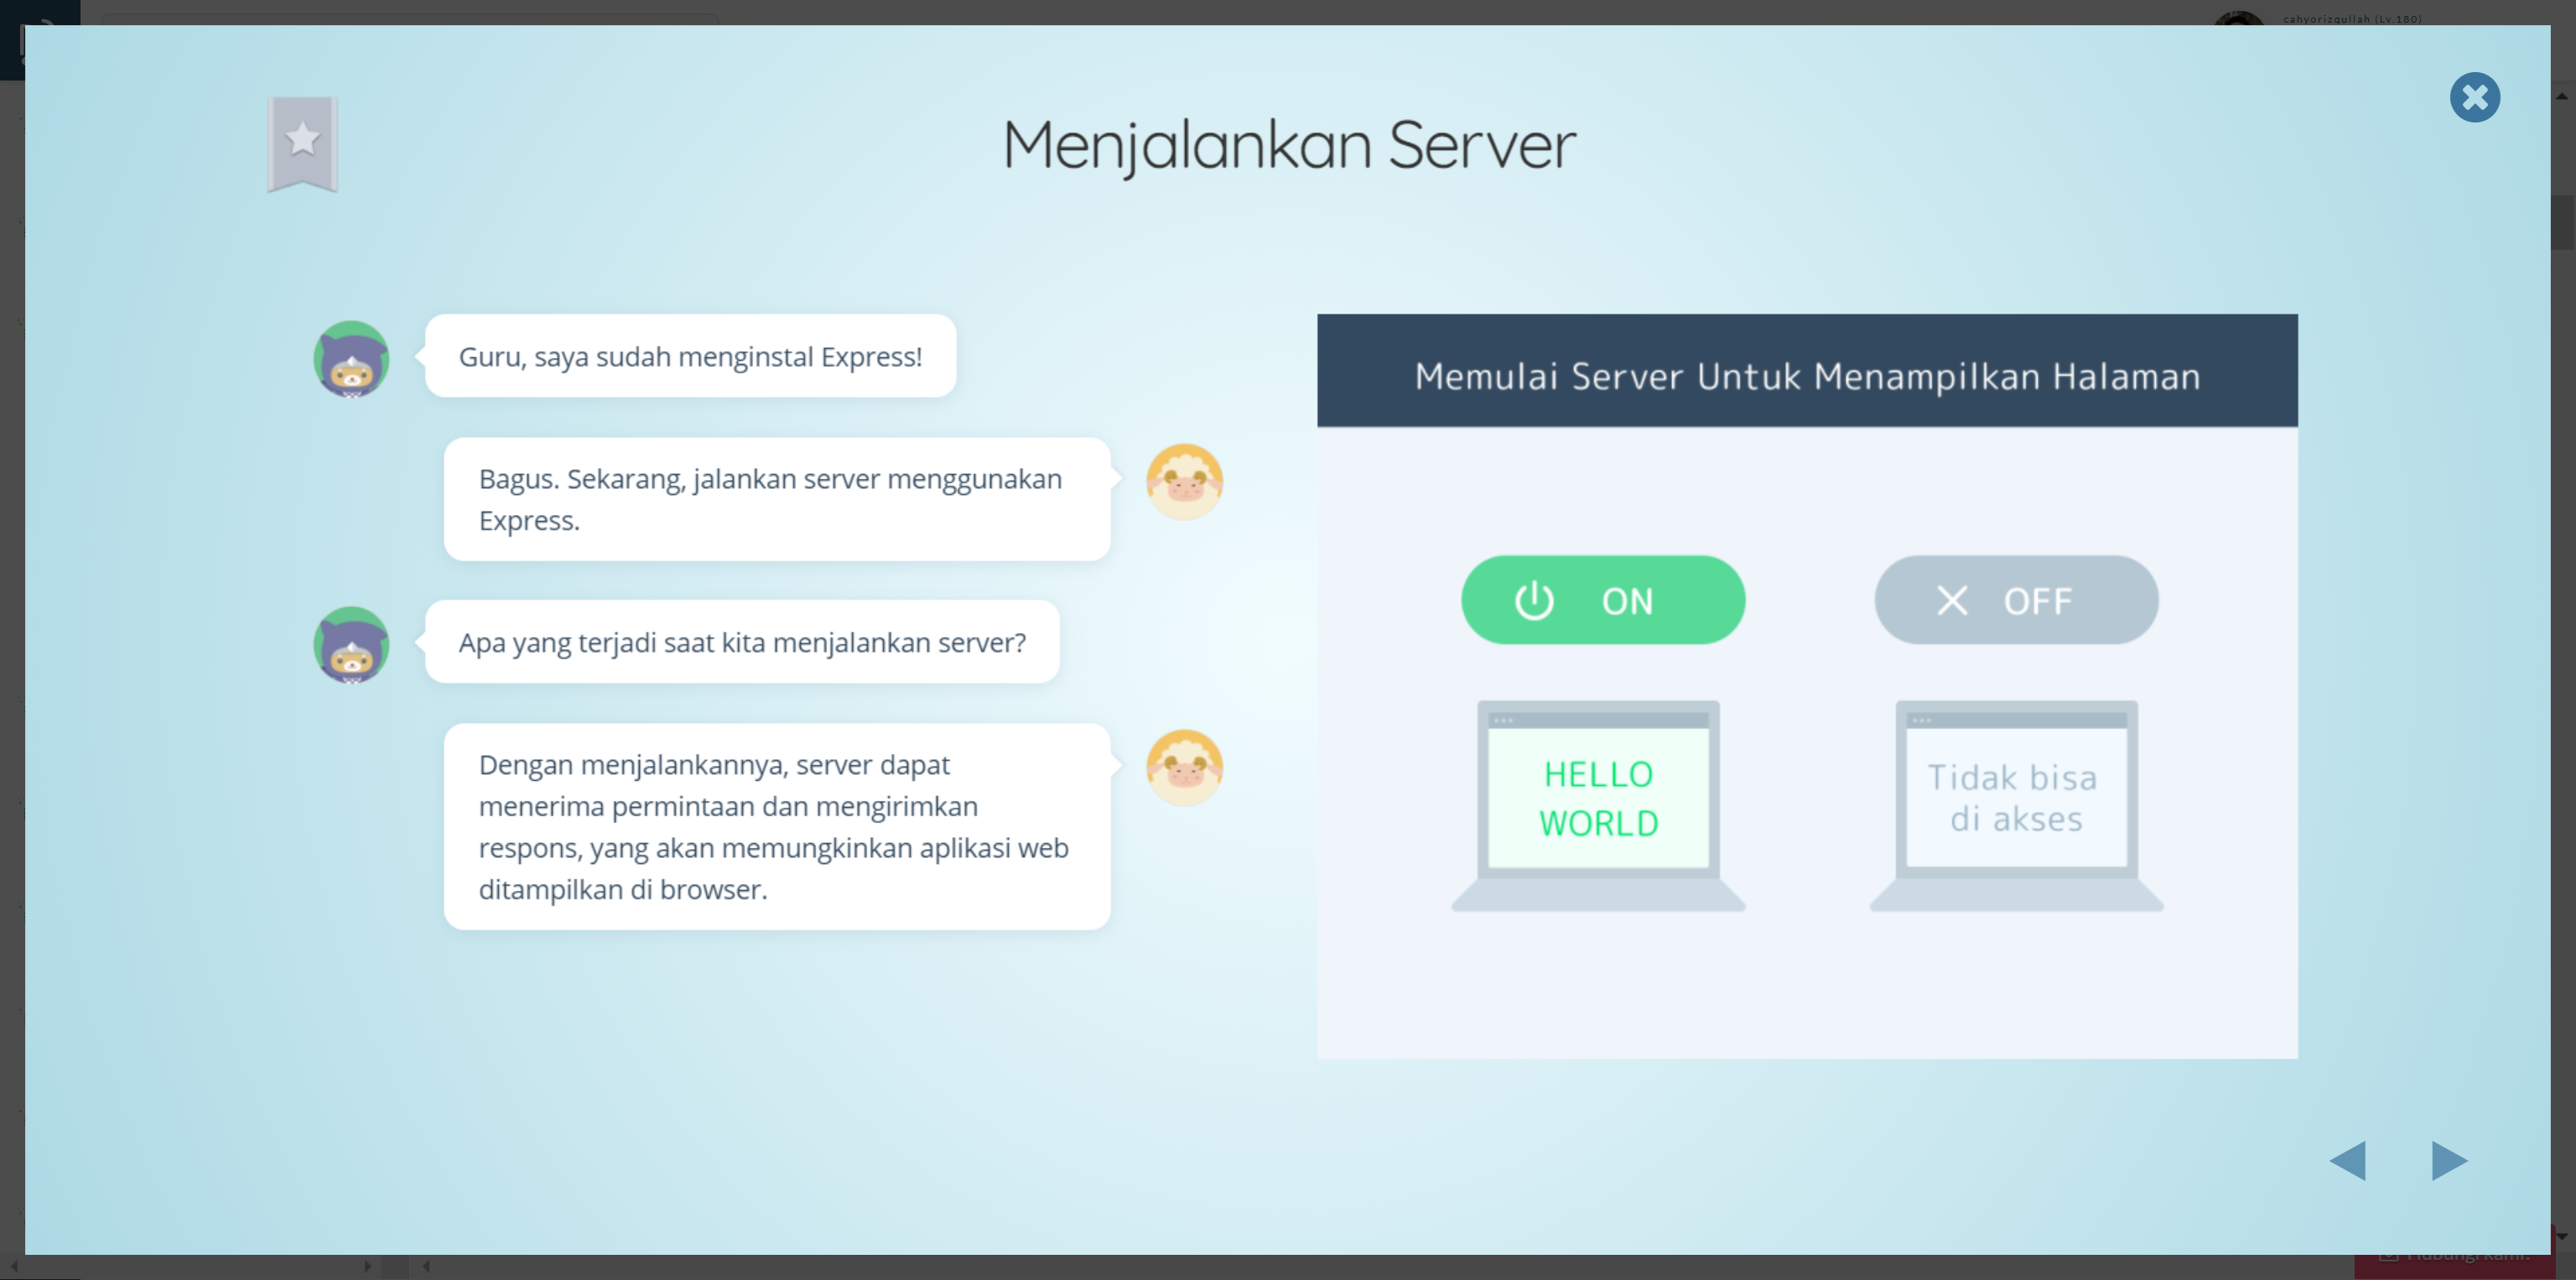 cahyorizqullah (Lv.180)
Menjalankan Server
Guru, saya sudah menginstal Express!
Bagus. Sekarang, jalankan server menggunakan
Express.
Apa yang terjadi saat kita menjalankan server?
Dengan menjalankannya, server dapat
menerima permintaan dan mengirimkan
respons, yang akan memungkinkan aplikasi web
ditampilkan di browser.
Memulai Server Untuk Menampilkan Halaman
ON
OFF
HELLO
WORLD
Tidak bisa
di akses
Hubungi kami!